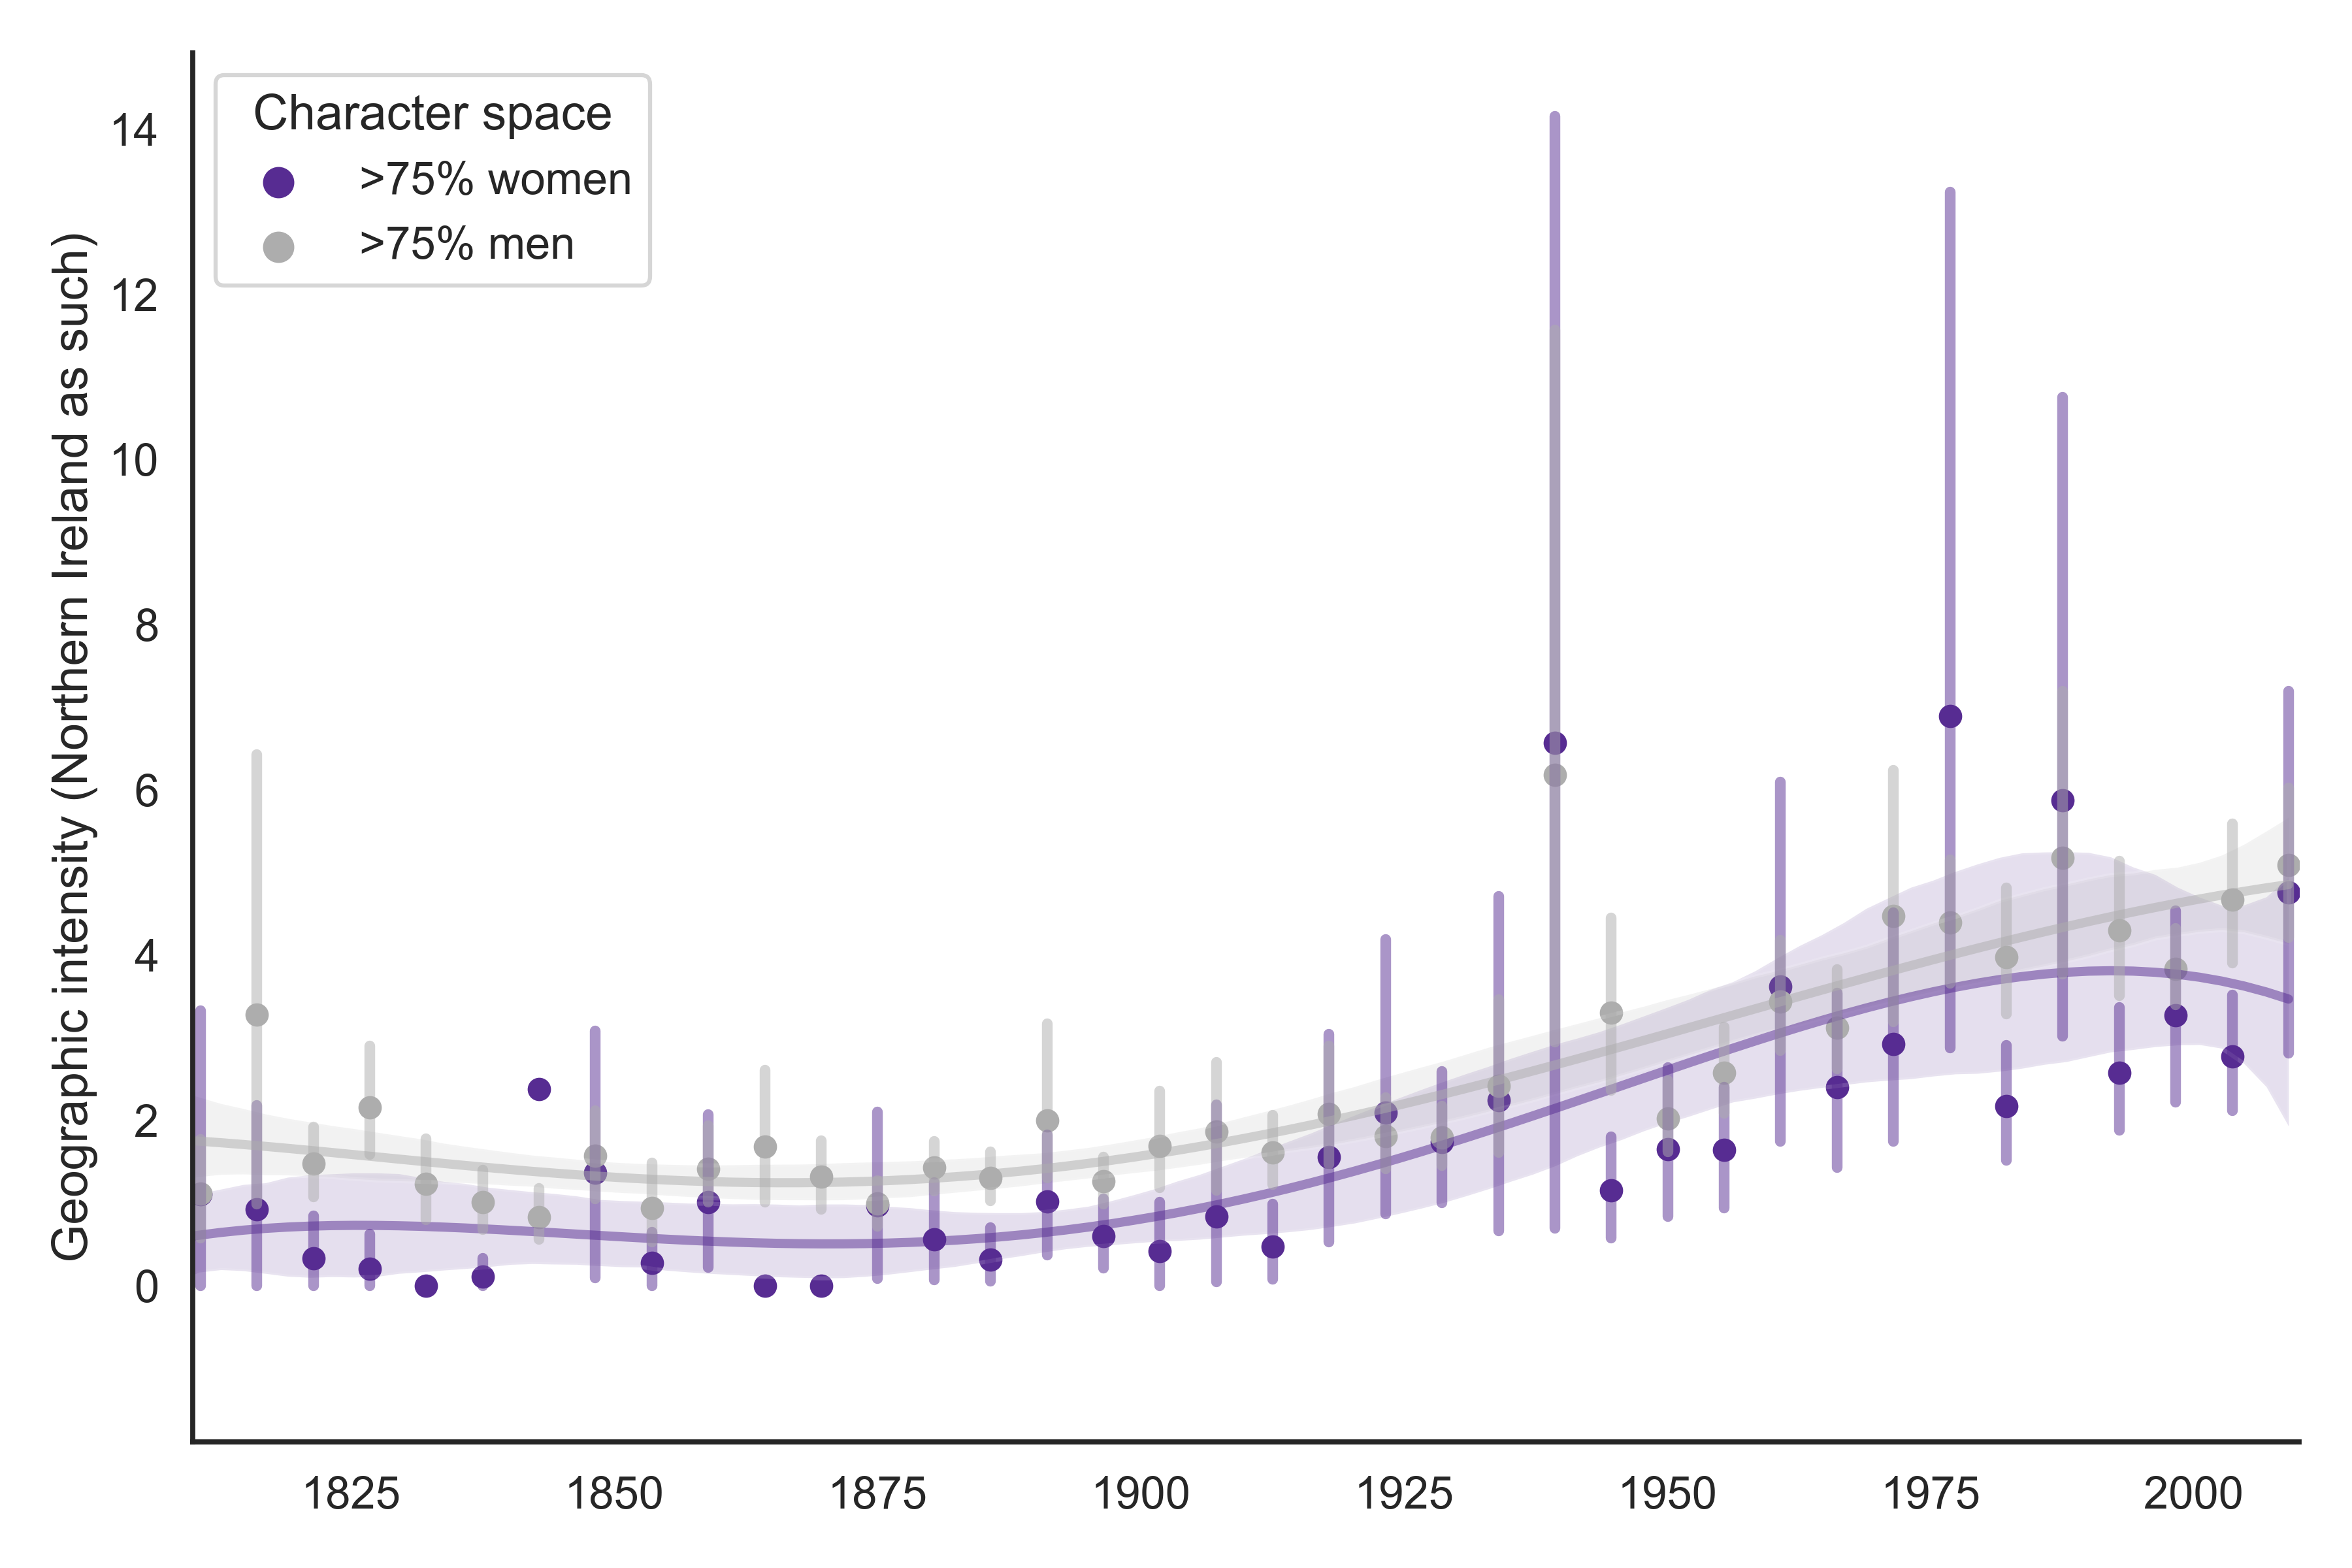 Character space
>75% women
>75% men
Geographic intensity (Northern Ireland as such)
14
12
10
8
6
4
2
0
1825 1850 1875 1900 1925 1950 1975 2000